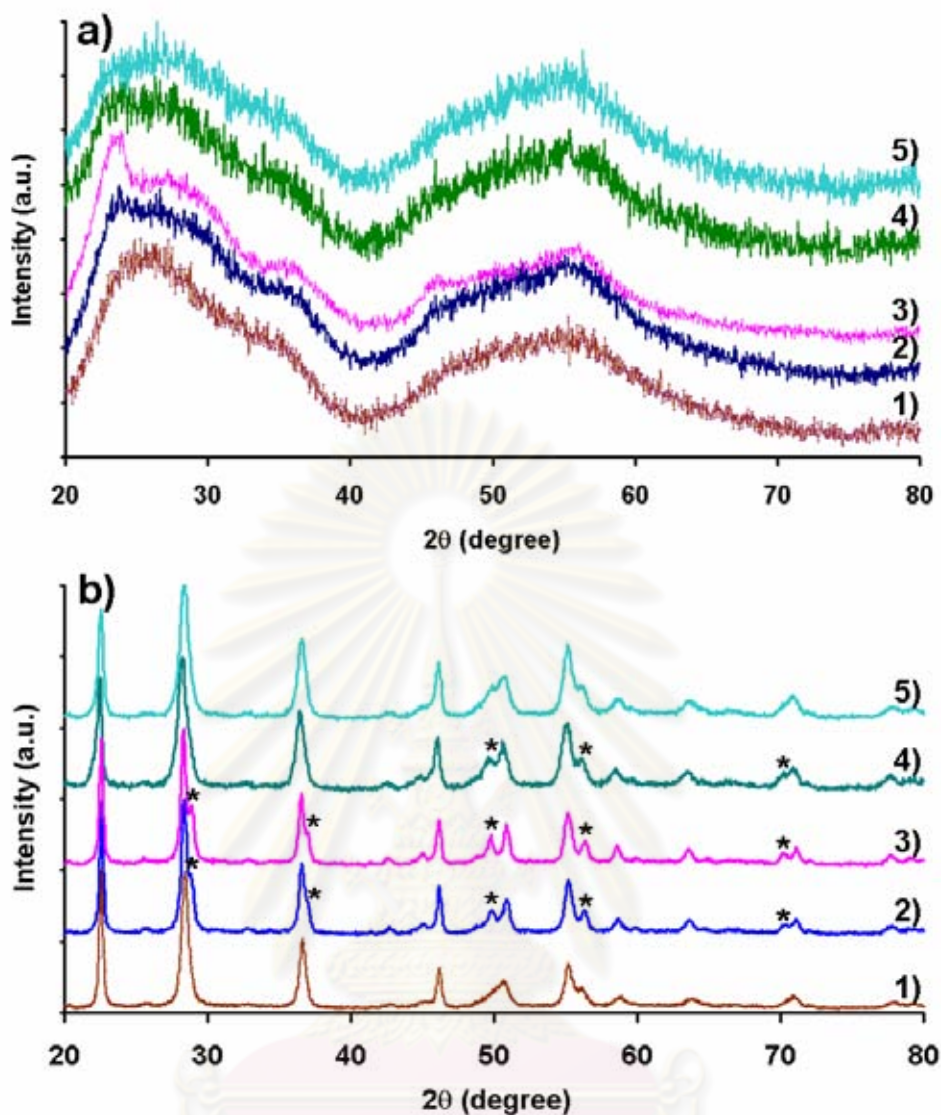 a)
Intensity (a.u.)
5)
4)
3)
2)
1)
20 30 40 50 60 70 80
2θ (degree)
b)
Intensity (a.u.)
5)
* * *
4)
* * * * *
3)
* * * * *
2)
1)
20 30 40 50 60 70 80
2θ (degree)